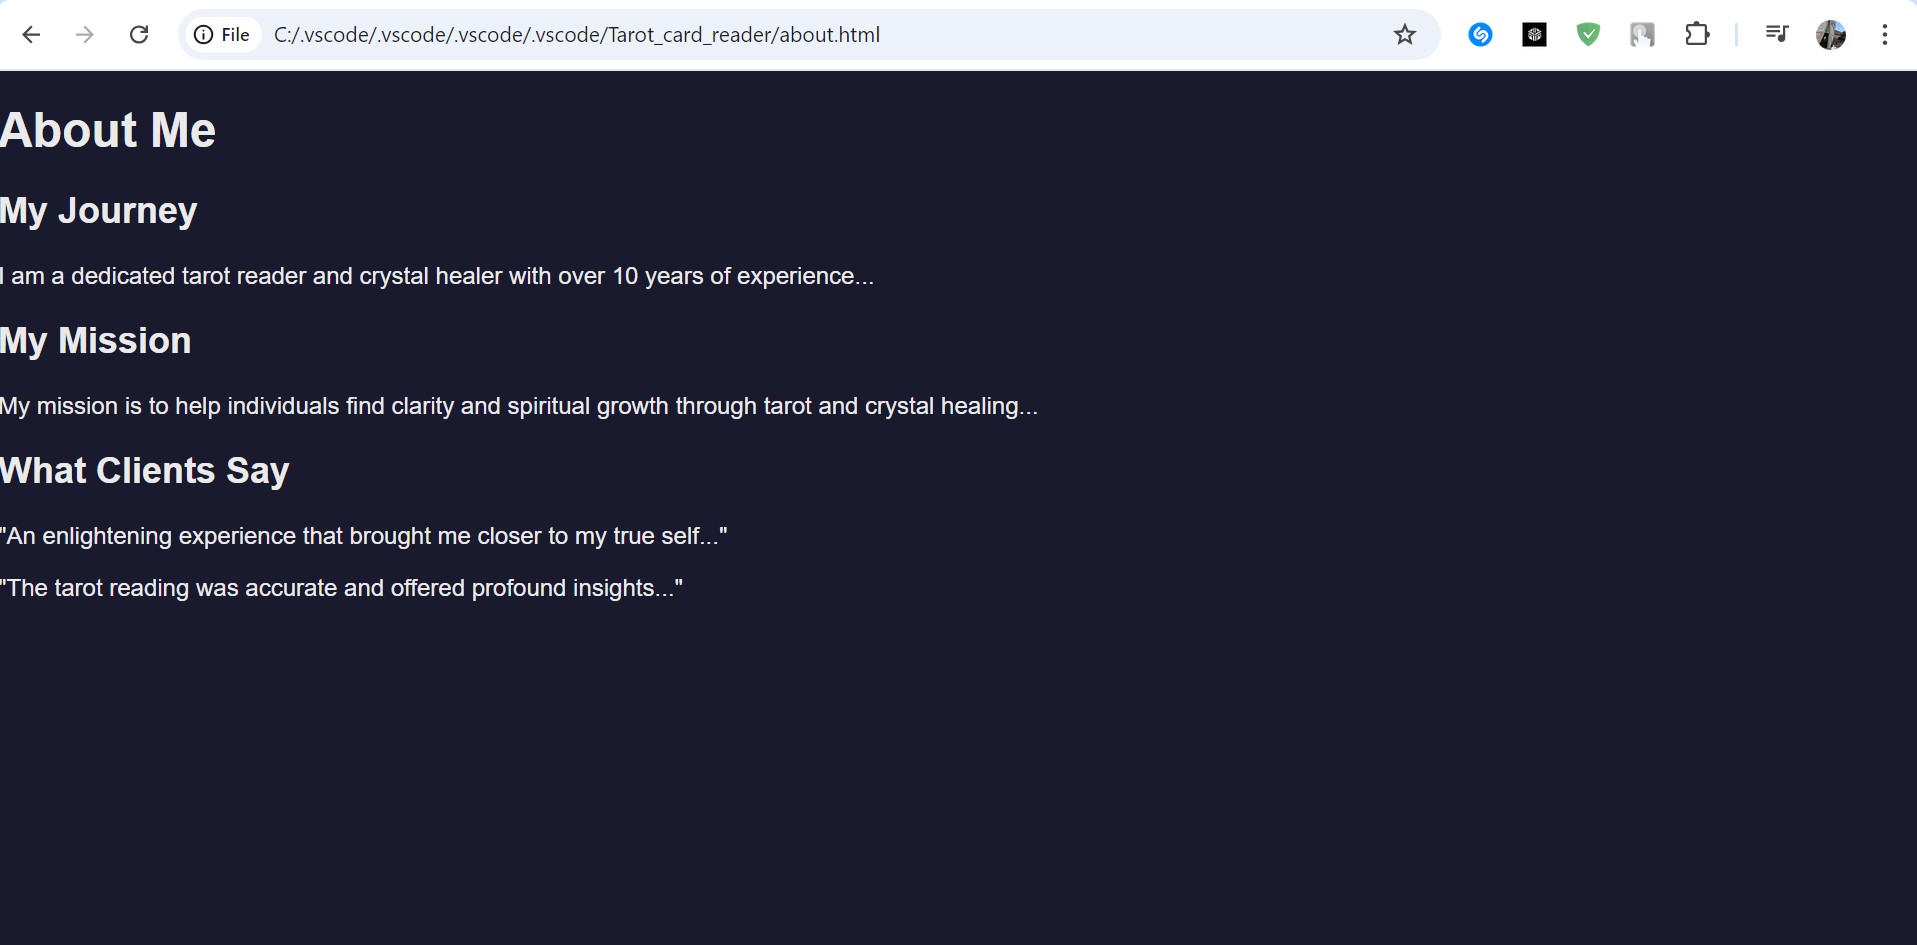 File C:/.vscode/.vscode/.vscode/.vscode/Tarot_card_reader/about.html
About Me
My Journey
I am a dedicated tarot reader and crystal healer with over 10 years of experience...
My Mission
My mission is to help individuals find clarity and spiritual growth through tarot and crystal healing...
What Clients Say
"An enlightening experience that brought me closer to my true self..."
"The tarot reading was accurate and offered profound insights..."